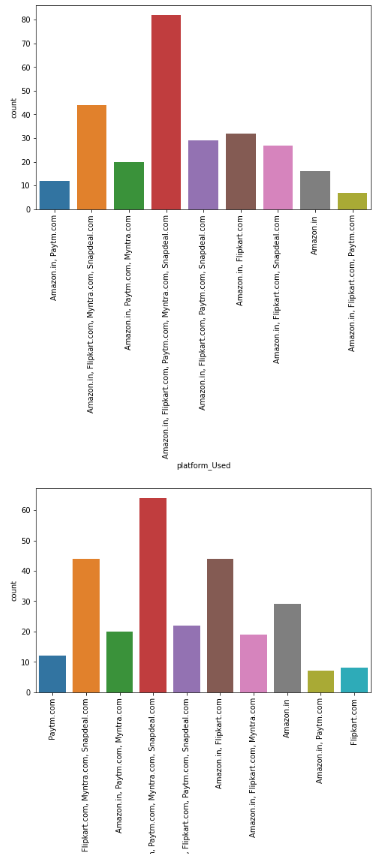 80
70
60
50
40
30
20
10
0
count
Amazon.in, Paytm.com
Amazon.in, Flipkart.com, Myntra.com, Snapdeal.com
Amazon.in, Paytm.com, Myntra.com
Amazon.in, Flipkart.com, Paytm.com, Myntra.com, Snapdeal.com
Amazon.in, Flipkart.com, Paytm.com, Snapdeal.com
Amazon.in, Flipkart.com
Amazon.in, Flipkart.com, Snapdeal.com
Amazon.in
Amazon.in, Flipkart.com, Paytm.com
platform_Used
60
50
40
30
20
10
0
count
Paytm.com
Flipkart.com, Myntra.com, Snapdeal.com
Amazon.in, Paytm.com, Myntra.com
, Paytm.com, Myntra.com, Snapdeal.com
, Flipkart.com, Paytm.com, Snapdeal.com
Amazon.in, Flipkart.com
Amazon.in, Flipkart.com, Myntra.com
Amazon.in
Amazon.in, Paytm.com
Flipkart.com